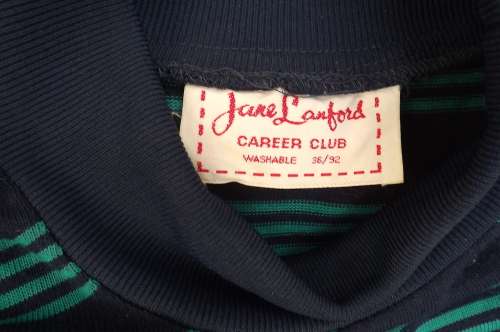 Jane Lanford
CAREER CLUB
WASHABLE 36/92